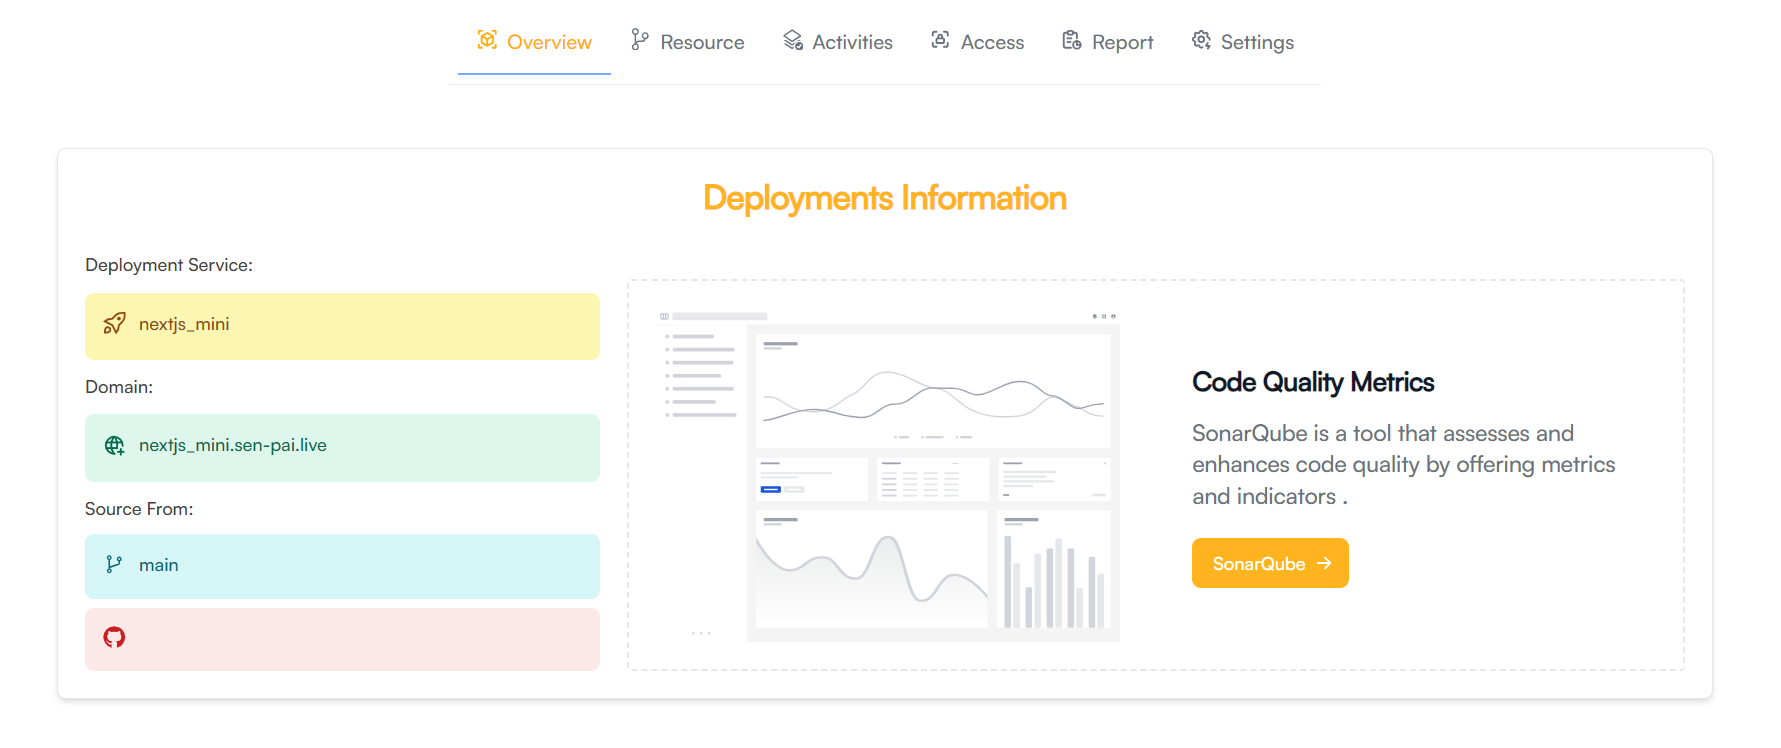 Overview
Resource
Activities
Access
Report
Settings
Deployments Information
Deployment Service:
nextjs_mini
Domain:
nextjs_mini.sen-pai.live
Source From:
main
Code Quality Metrics
SonarQube is a tool that assesses and
enhances code quality by offering metrics
and indicators .
SonarQube